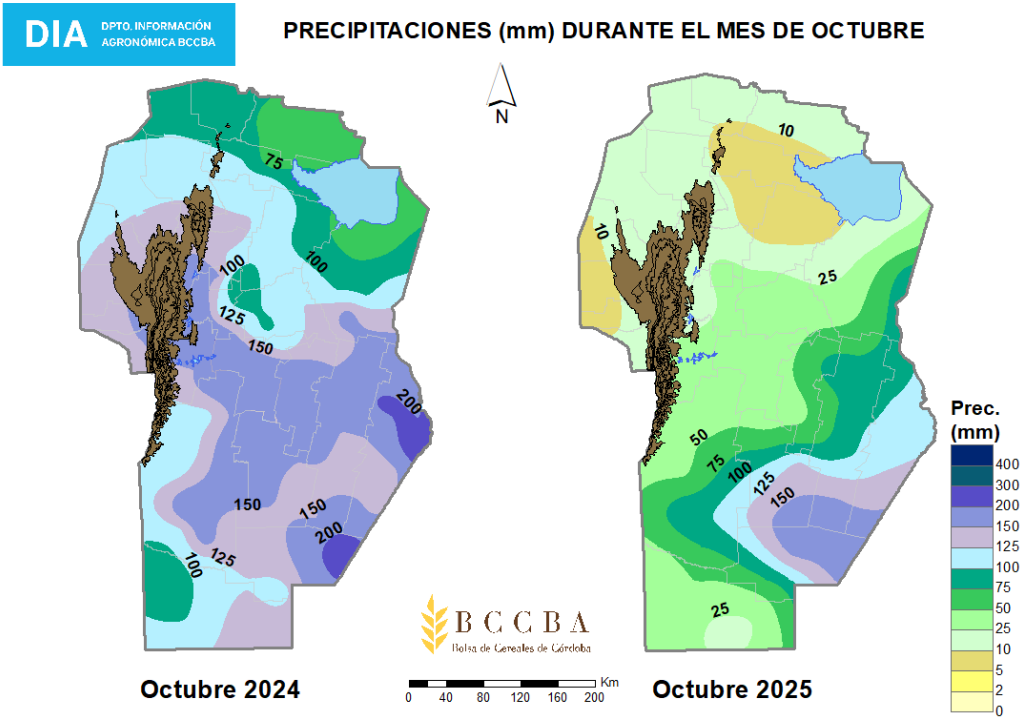 DIA
DPTO. INFORMACIÓN
AGRONÓMICA BCCBA
PRECIPITACIONES (mm) DURANTE EL MES DE OCTUBRE
N
75
100
100
125
150
200
150
150
200
125
100
10
10
25
50
75
100
125
150
25
Prec.
(mm)
400
300
200
150
125
100
75
50
25
10
5
2
0
BCCBA
Bolsa de Cereales de Córdoba
Octubre 2024
Km
0 40 80 120 160 200
Octubre 2025